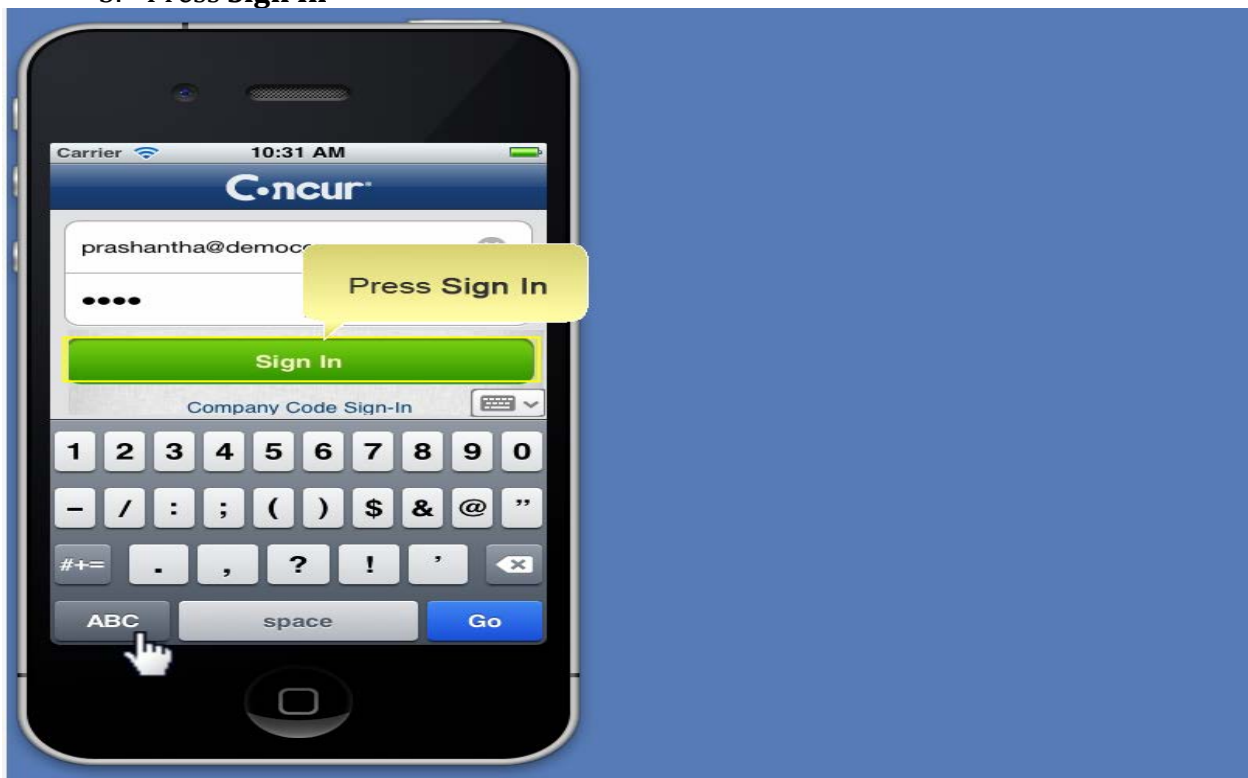 Press Sign In
Carrier 10:31 AM
Concur
prashantha@democ
••••
Press Sign In
Sign In
Company Code Sign-In
1 2 3 4 5 6 7 8 9 0
- / : ; ( ) $ & @ ”
#+= . , ? ! ’
ABC space Go